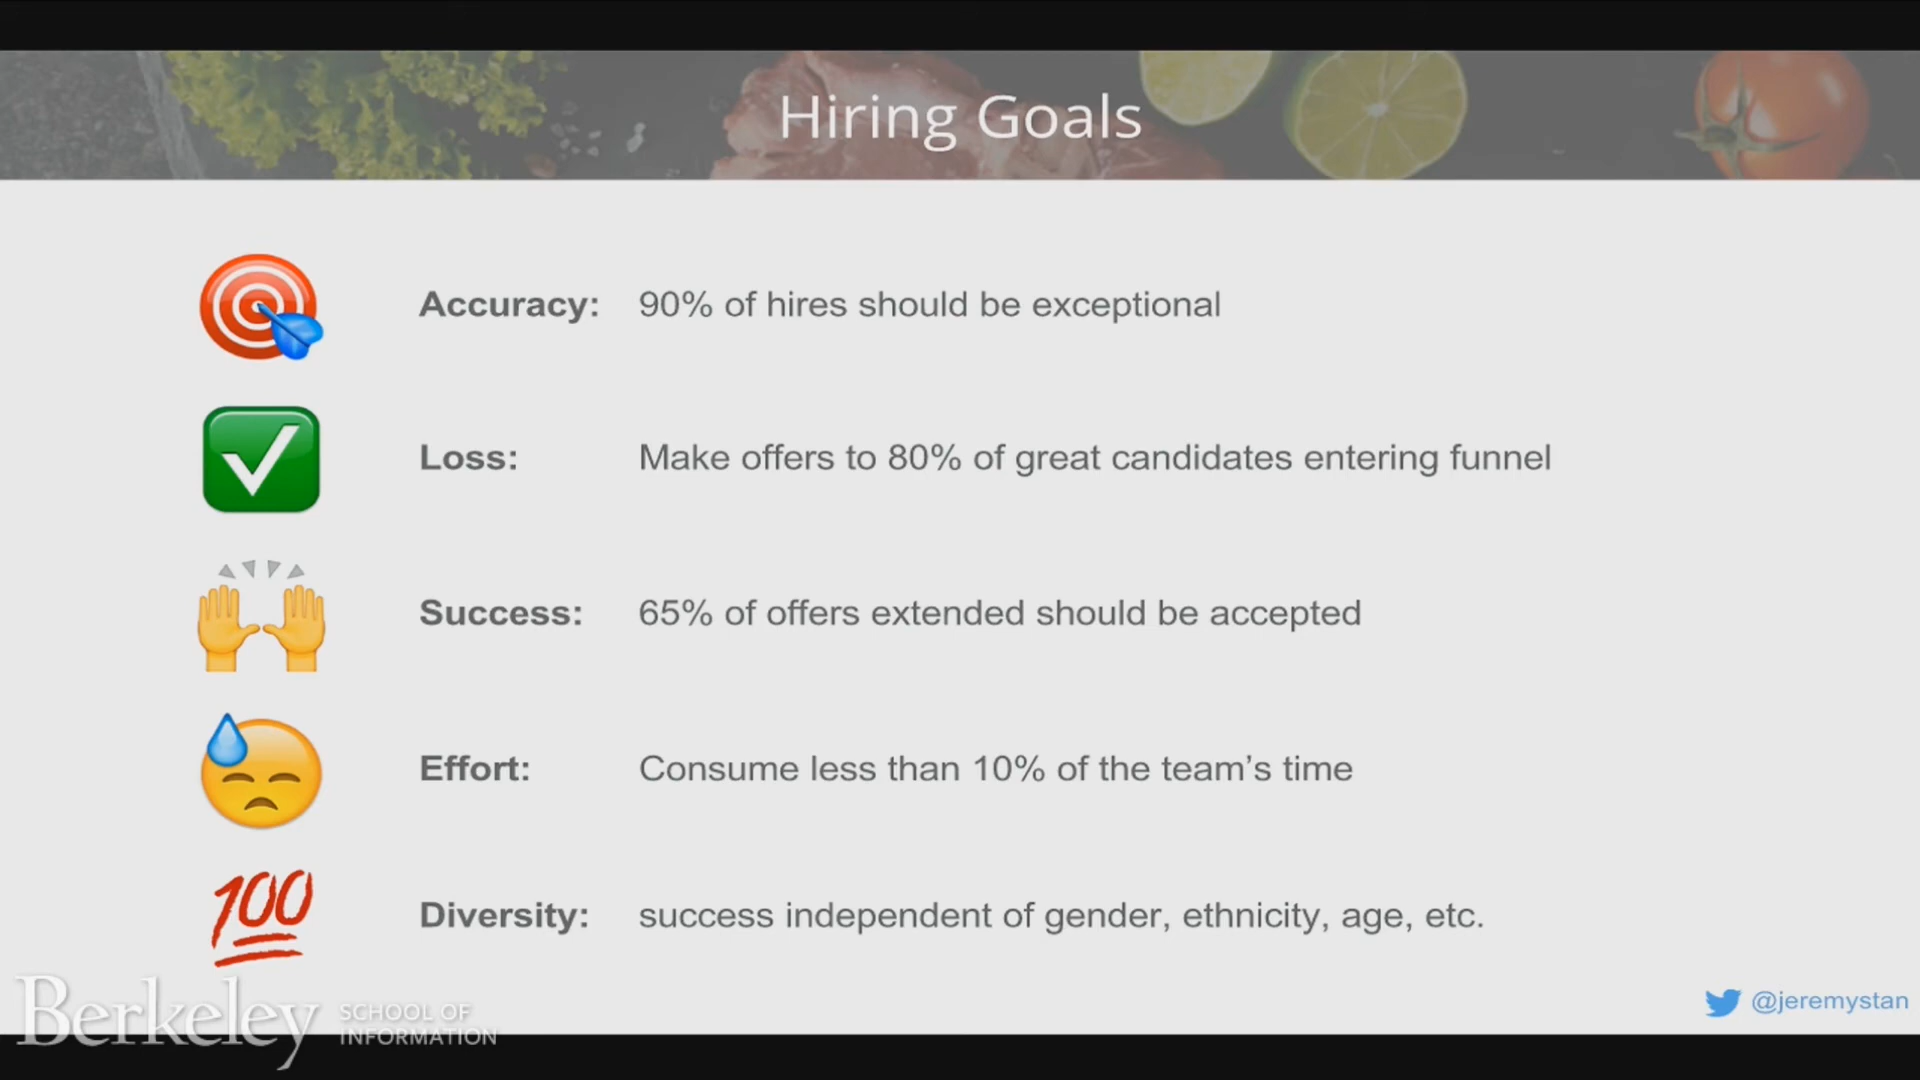 Hiring Goals
Accuracy: 90% of hires should be exceptional
Loss: Make offers to 80% of great candidates entering funnel
Success: 65% of offers extended should be accepted
Effort: Consume less than 10% of the team’s time
100
Diversity: success independent of gender, ethnicity, age, etc.
@jeremystan
Berkeley SCHOOL OF
INFORMATION